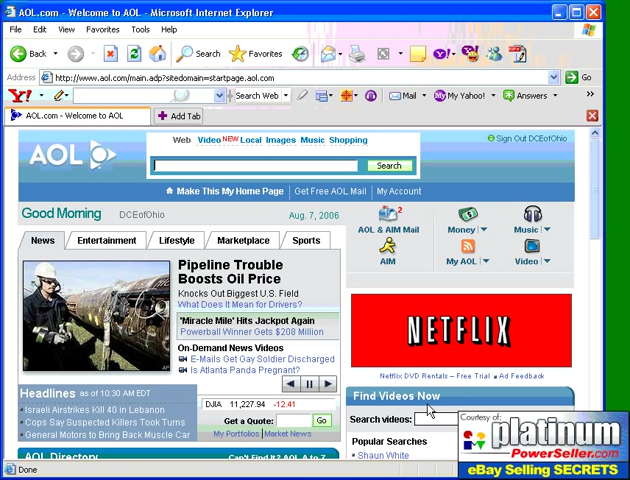 AOL.com - Welcome to AOL - Microsoft Internet Explorer
File Edit View Favorites Tools Help
Back Search Favorites
Address http://www.aol.com/main.adp?sitedomain=startpage.aol.com Go
Y! Search Web Mail My Yahoo! Answers
AOL.com - Welcome to AOL Add Tab
Web Video NEW Local Images Music Shopping
Sign Out DCEofOhio
AOL
Search
Make This My Home Page Get Free AOL Mail My Account
Good Morning DCEofOhio Aug. 7, 2006
2
AOL & AIM Mail Money Music
AIM My AOL Video
News Entertainment Lifestyle Marketplace Sports
Pipeline Trouble
Boosts Oil Price
Knocks Out Biggest U.S. Field
What Does It Mean for Drivers?
'Miracle Mile' Hits Jackpot Again
Powerball Winner Gets $208 Million
On-Demand News Videos
E-Mails Get Gay Soldier Discharged
Is Atlanta Panda Pregnant?
NETFLIX
Netflix DVD Rentals – Free Trial Ad Feedback
Headlines as of 10:30 AM EDT
Israeli Airstrikes Kill 40 in Lebanon
Cops Say Suspected Killers Took Turns
General Motors to Bring Back Muscle Car
DJIA 11,227.94 -12.41
Get a Quote: Go
My Portfolios Market News
Find Videos Now
Search videos:
Popular Searches
Shaun White
AOL Directory Can't Find It? AOL A to Z
Courtesy of:
platinum
PowerSeller.com
eBay Selling SECRETS
Done